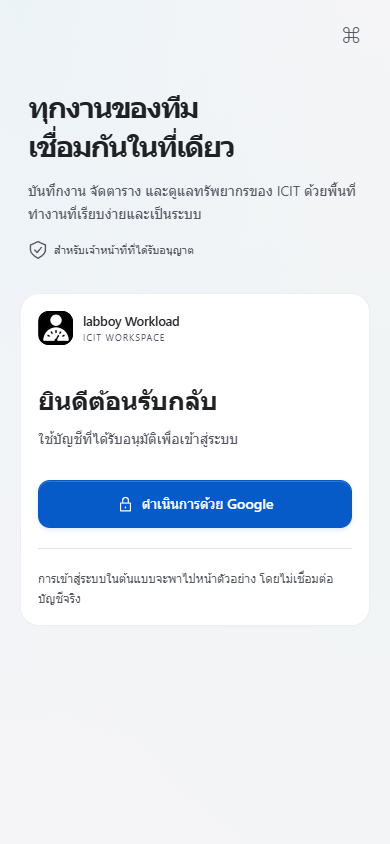 ทุกงานของทีม
เชื่อมกันในที่เดียว
บันทึกงาน จัดตาราง และดูแลทรัพยากรของ ICIT ด้วยพื้นที่
ทำงานที่เรียบง่ายและเป็นระบบ
สำหรับเจ้าหน้าที่ที่ได้รับอนุญาต
labboy Workload
ICIT WORKSPACE
ยินดีต้อนรับกลับ
ใช้บัญชีที่ได้รับอนุมัติเพื่อเข้าสู่ระบบ
ดำเนินการด้วย Google
การเข้าสู่ระบบในต้นแบบจะพาไปหน้าตัวอย่าง โดยไม่เชื่อมต่อ
บัญชีจริง